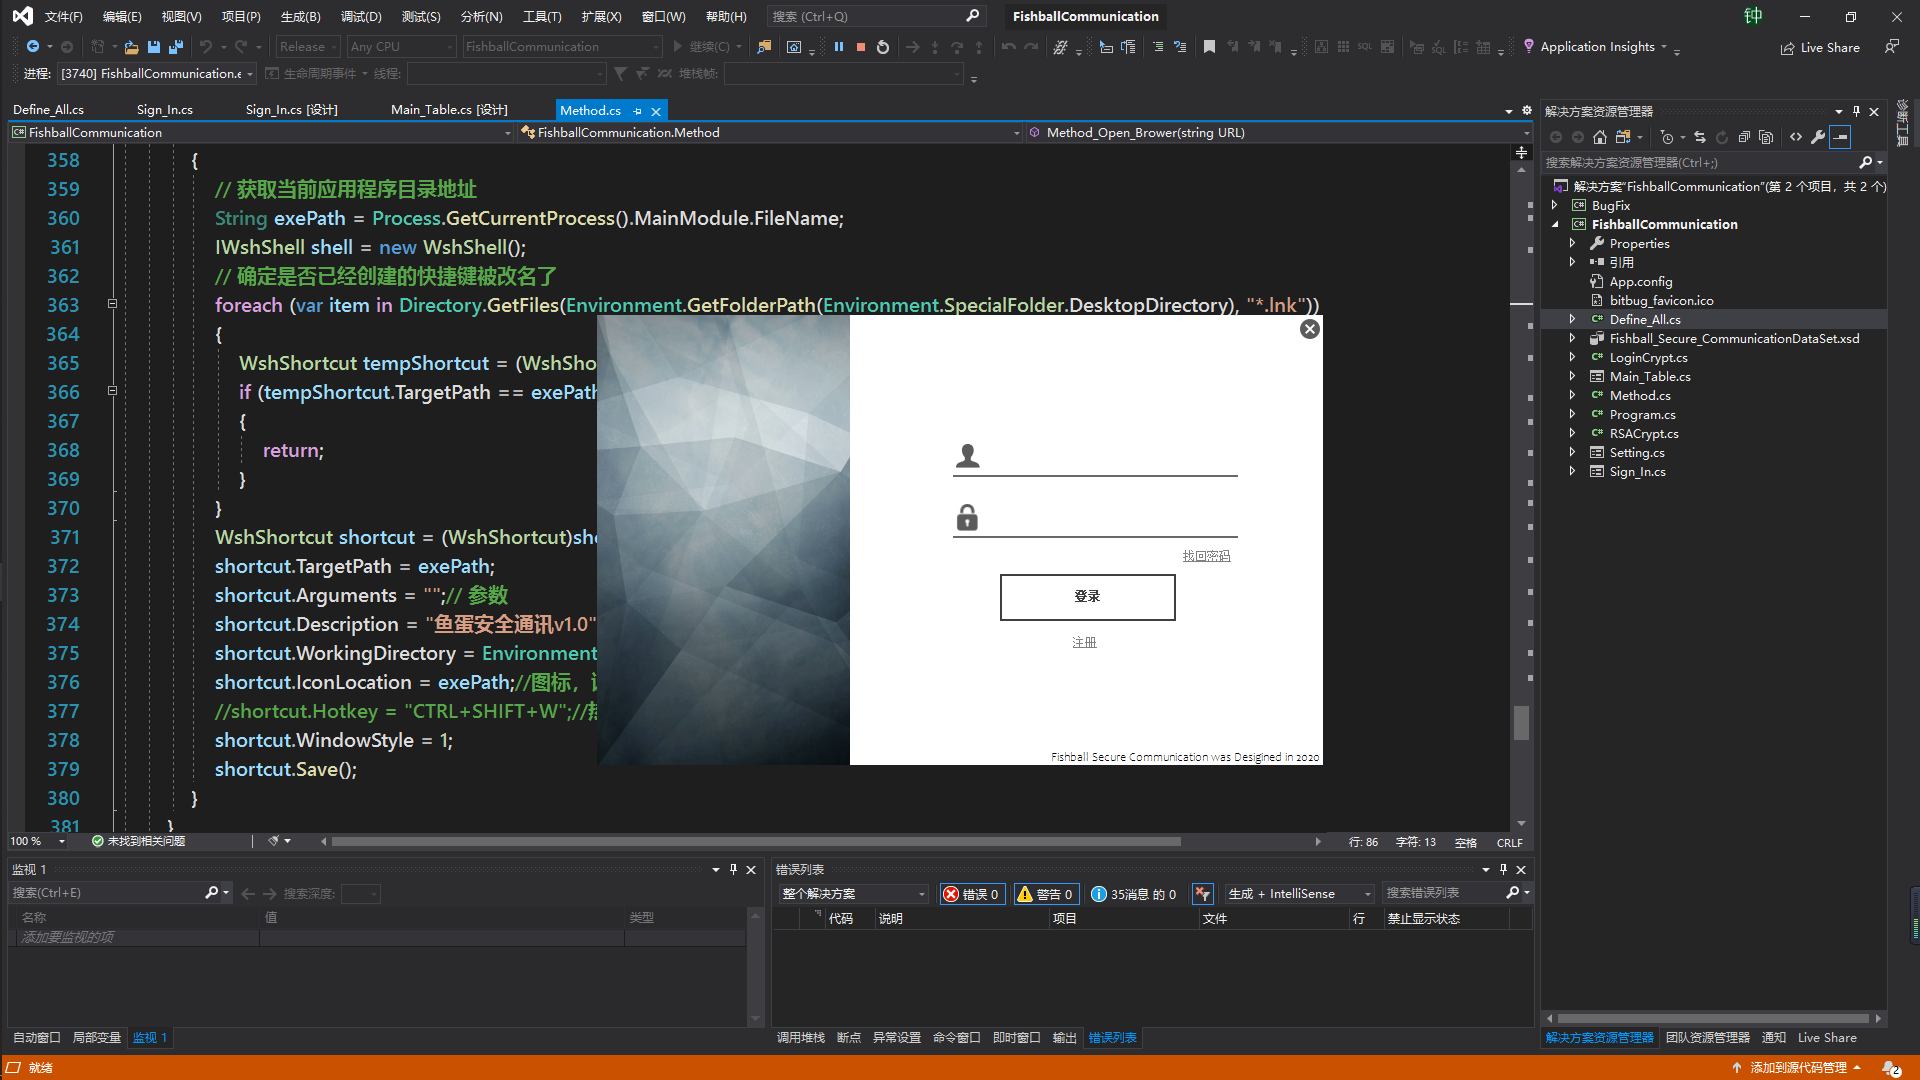 文件(F) 编辑(E) 视图(V) 项目(P) 生成(B) 调试(D) 测试(S) 分析(N) 工具(T) 扩展(X) 窗口(W) 帮助(H) 搜索 (Ctrl+Q) FishballCommunication 钟
Release Any CPU FishballCommunication 继续(C) Application Insights Live Share
进程: [3740] FishballCommunication.e 生命周期事件 线程: 堆栈帧:
Define_All.cs Sign_In.cs Sign_In.cs [设计] Main_Table.cs [设计] Method.cs
FishballCommunication FishballCommunication.Method Method_Open_Brower(string URL)
358 {
359 // 获取当前应用程序目录地址
360 String exePath = Process.GetCurrentProcess().MainModule.FileName;
361 IWshShell shell = new WshShell();
362 // 确定是否已经创建的快捷键被改名了
363 foreach (var item in Directory.GetFiles(Environment.GetFolderPath(Environment.SpecialFolder.DesktopDirectory), "*.lnk"))
364 {
365 WshShortcut tempShortcut = (WshSho
366 if (tempShortcut.TargetPath == exePath
367 {
368 return;
369 }
370 }
371 WshShortcut shortcut = (WshShortcut)sh
372 shortcut.TargetPath = exePath;
373 shortcut.Arguments = "";// 参数
374 shortcut.Description = "鱼蛋安全通讯v1.0"
375 shortcut.WorkingDirectory = Environment
376 shortcut.IconLocation = exePath;//图标，
377 //shortcut.Hotkey = "CTRL+SHIFT+W";//
378 shortcut.WindowStyle = 1;
379 shortcut.Save();
380 }
381 }
找回密码
登录
注册
Fishball Secure Communication was Desigined in 2020
100 % 未找到相关问题 行: 86 字符: 13 空格 CRLF
监视 1
搜索(Ctrl+E) 搜索深度:
名称 值 类型
添加要监视的项
自动窗口 局部变量 监视 1
错误列表
整个解决方案 错误 0 警告 0 35消息 的 0 生成 + IntelliSense 搜索错误列表
代码 说明 项目 文件 行 禁止显示状态
调用堆栈 断点 异常设置 命令窗口 即时窗口 输出 错误列表
解决方案资源管理器
搜索解决方案资源管理器(Ctrl+;)
解决方案"FishballCommunication"(第 2 个项目，共 2 个)
BugFix
FishballCommunication
Properties
引用
App.config
bitbug_favicon.ico
Define_All.cs
Fishball_Secure_CommunicationDataSet.xsd
LoginCrypt.cs
Main_Table.cs
Method.cs
Program.cs
RSACrypt.cs
Setting.cs
Sign_In.cs
解决方案资源管理器 团队资源管理器 通知 Live Share
诊断工具
就绪 添加到源代码管理 2